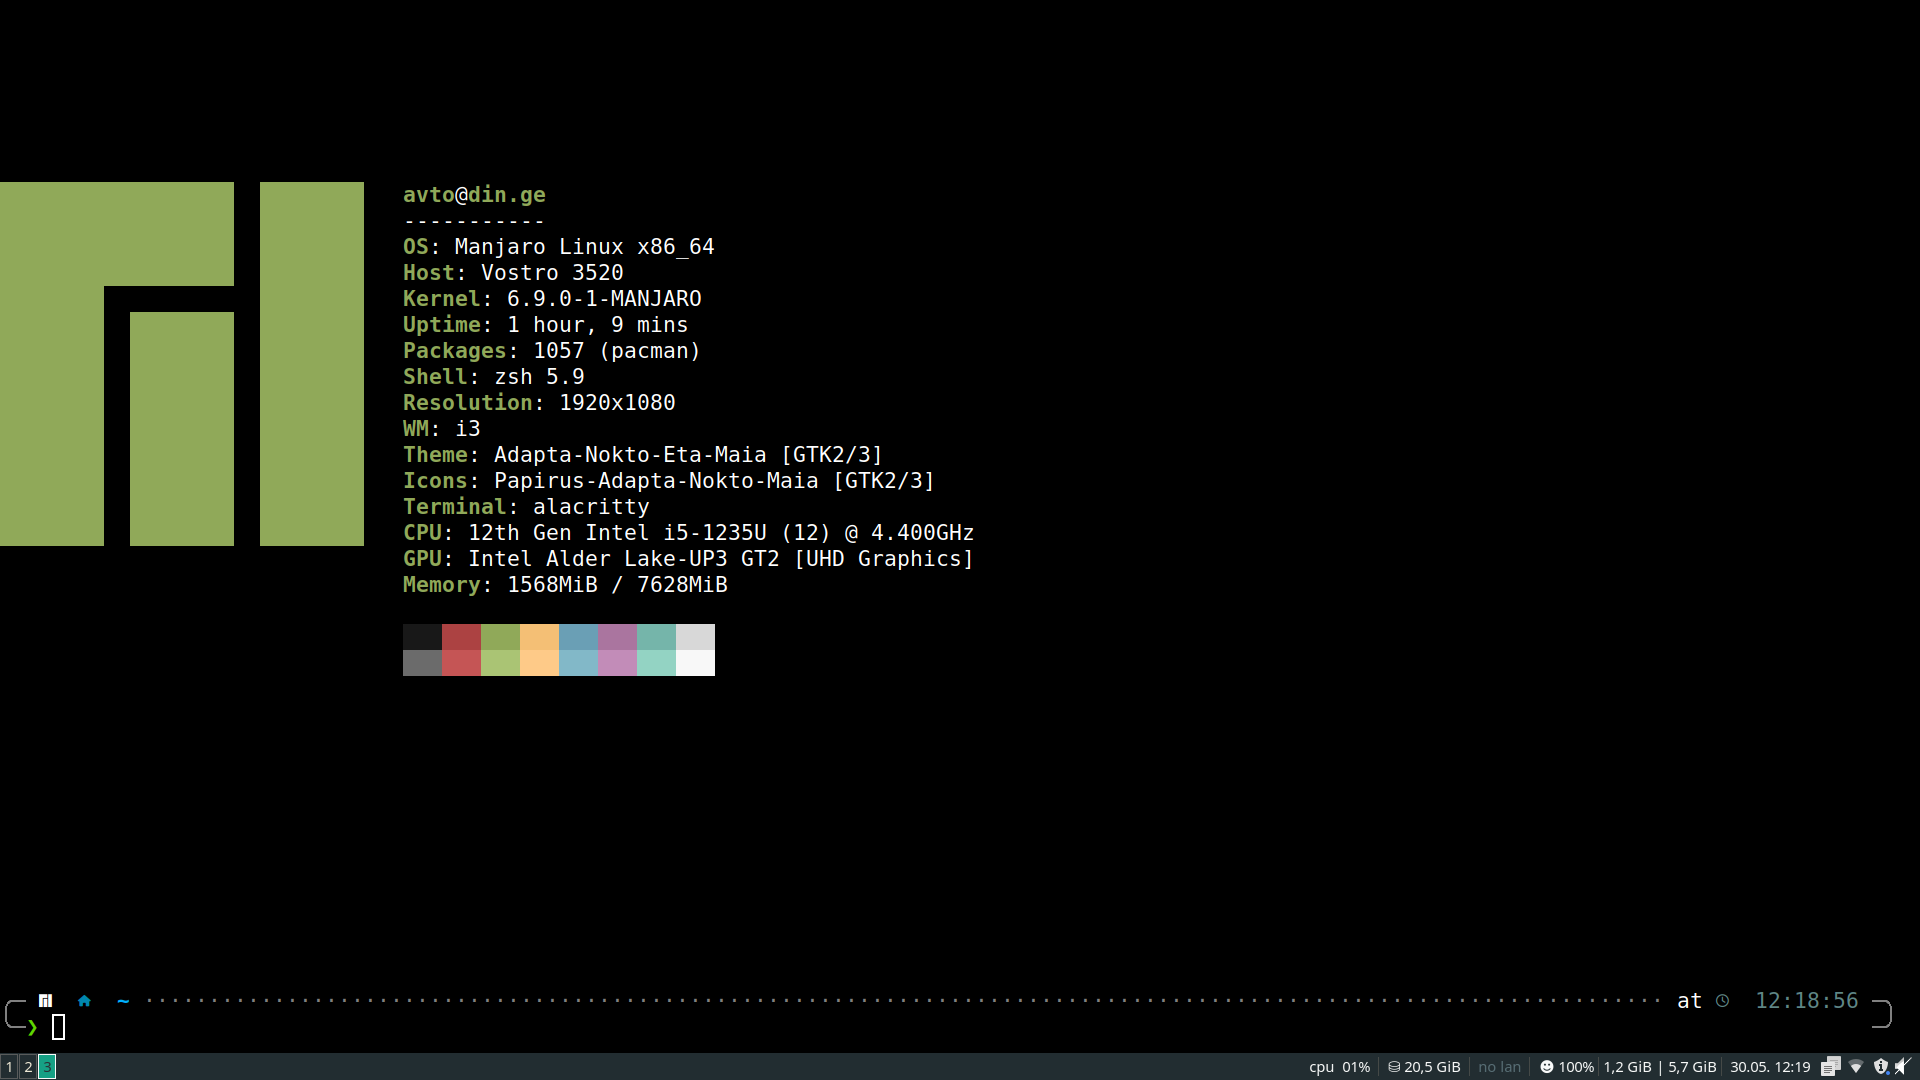 avto@din.ge
-----------
OS: Manjaro Linux x86_64
Host: Vostro 3520
Kernel: 6.9.0-1-MANJARO
Uptime: 1 hour, 9 mins
Packages: 1057 (pacman)
Shell: zsh 5.9
Resolution: 1920x1080
WM: i3
Theme: Adapta-Nokto-Eta-Maia [GTK2/3]
Icons: Papirus-Adapta-Nokto-Maia [GTK2/3]
Terminal: alacritty
CPU: 12th Gen Intel i5-1235U (12) @ 4.400GHz
GPU: Intel Alder Lake-UP3 GT2 [UHD Graphics]
Memory: 1568MiB / 7628MiB
~ at 12:18:56
❯
1 2 3 cpu 01% 20,5 GiB no lan 100% 1,2 GiB | 5,7 GiB 30.05. 12:19